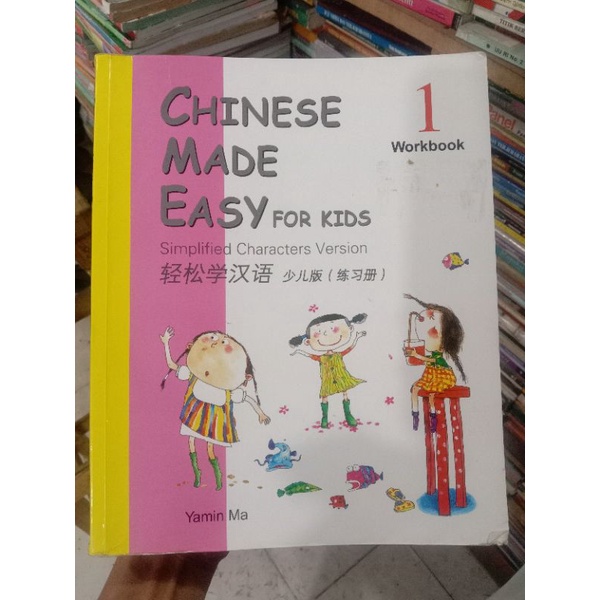 CHINESE
MADE
EASY FOR KIDS
1
Workbook
Simplified Characters Version
轻松学汉语 少儿版（练习册）
Yamin Ma